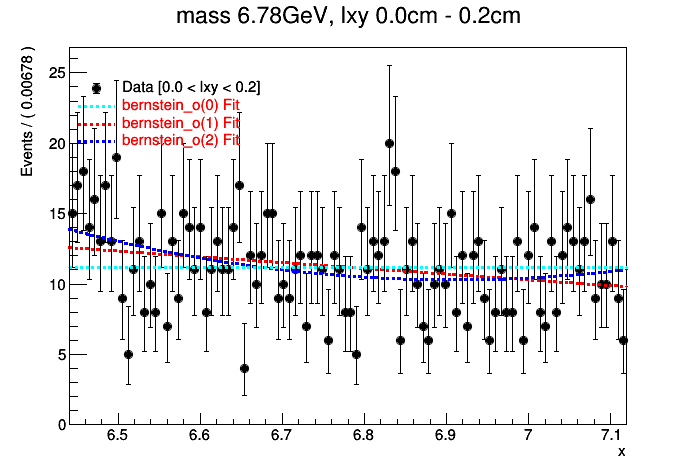 mass 6.78GeV, lxy 0.0cm - 0.2cm
Events / ( 0.00678 )
25
20
15
10
5
0
Data [0.0 < lxy < 0.2]
bernstein_o(0) Fit
bernstein_o(1) Fit
bernstein_o(2) Fit
6.5 6.6 6.7 6.8 6.9 7 7.1
x